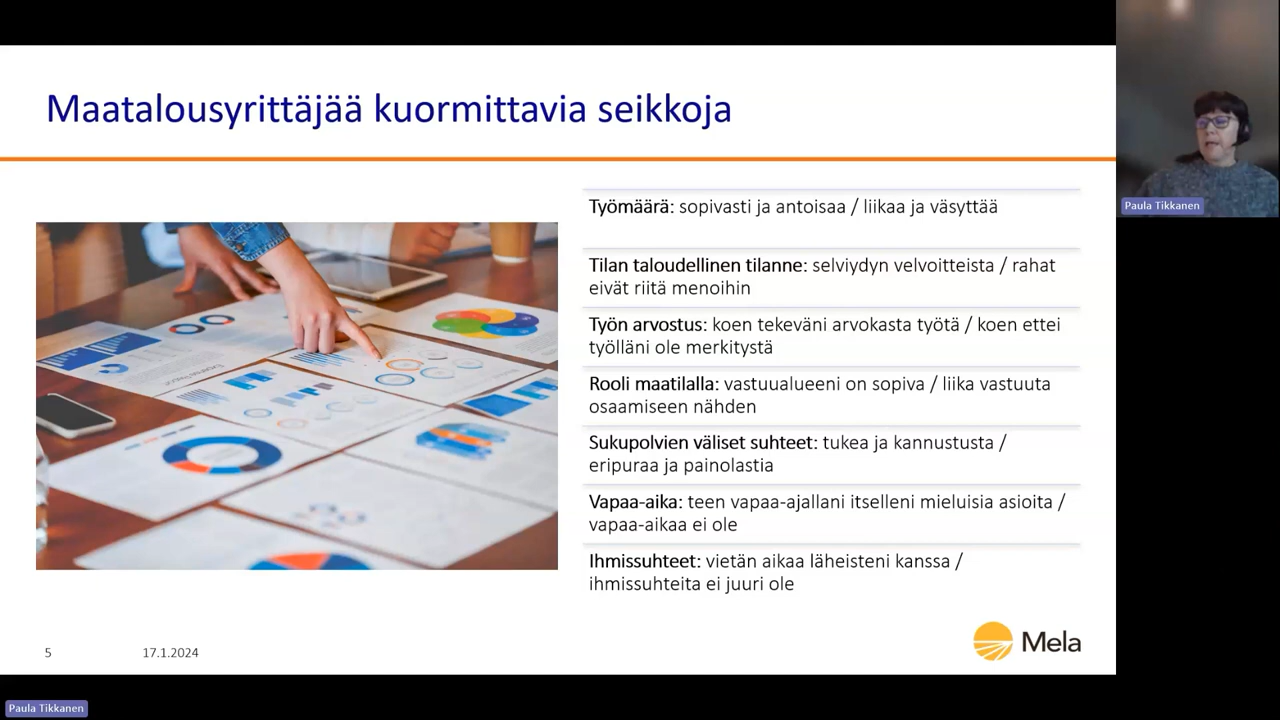 Maatalousyrittäjää kuormittavia seikkoja
Työmäärä: sopivasti ja antoisaa / liikaa ja väsyttää
Tilan taloudellinen tilanne: selviydyn velvoitteista / rahat
eivät riitä menoihin
Työn arvostus: koen tekeväni arvokasta työtä / koen ettei
työlläni ole merkitystä
Rooli maatilalla: vastuualueeni on sopiva / liika vastuuta
osaamiseen nähden
Sukupolvien väliset suhteet: tukea ja kannustusta /
eripuraa ja painolastia
Vapaa-aika: teen vapaa-ajallani itselleni mieluisia asioita /
vapaa-aikaa ei ole
Ihmissuhteet: vietän aikaa läheisteni kanssa /
ihmissuhteita ei juuri ole
5
17.1.2024
Mela
Paula Tikkanen
Paula Tikkanen